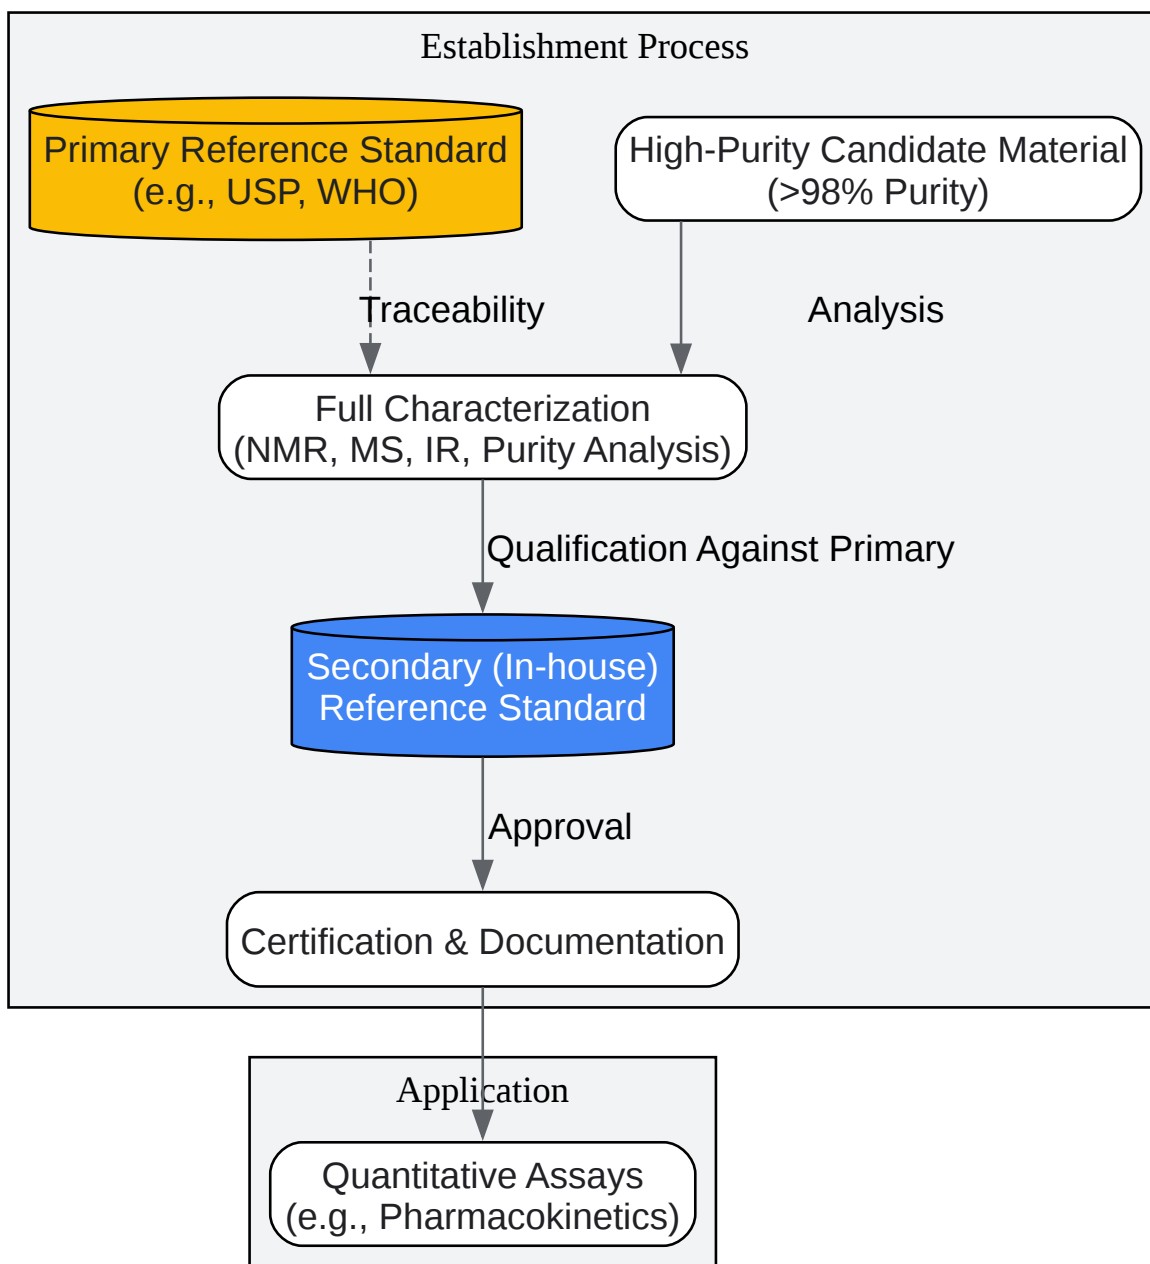 Establishment Process
Primary Reference Standard
(e.g., USP, WHO)
High-Purity Candidate Material
(>98% Purity)
Traceability
Analysis
Full Characterization
(NMR, MS, IR, Purity Analysis)
Qualification Against Primary
Secondary (In-house)
Reference Standard
Approval
Certification & Documentation
Application
Quantitative Assays
(e.g., Pharmacokinetics)